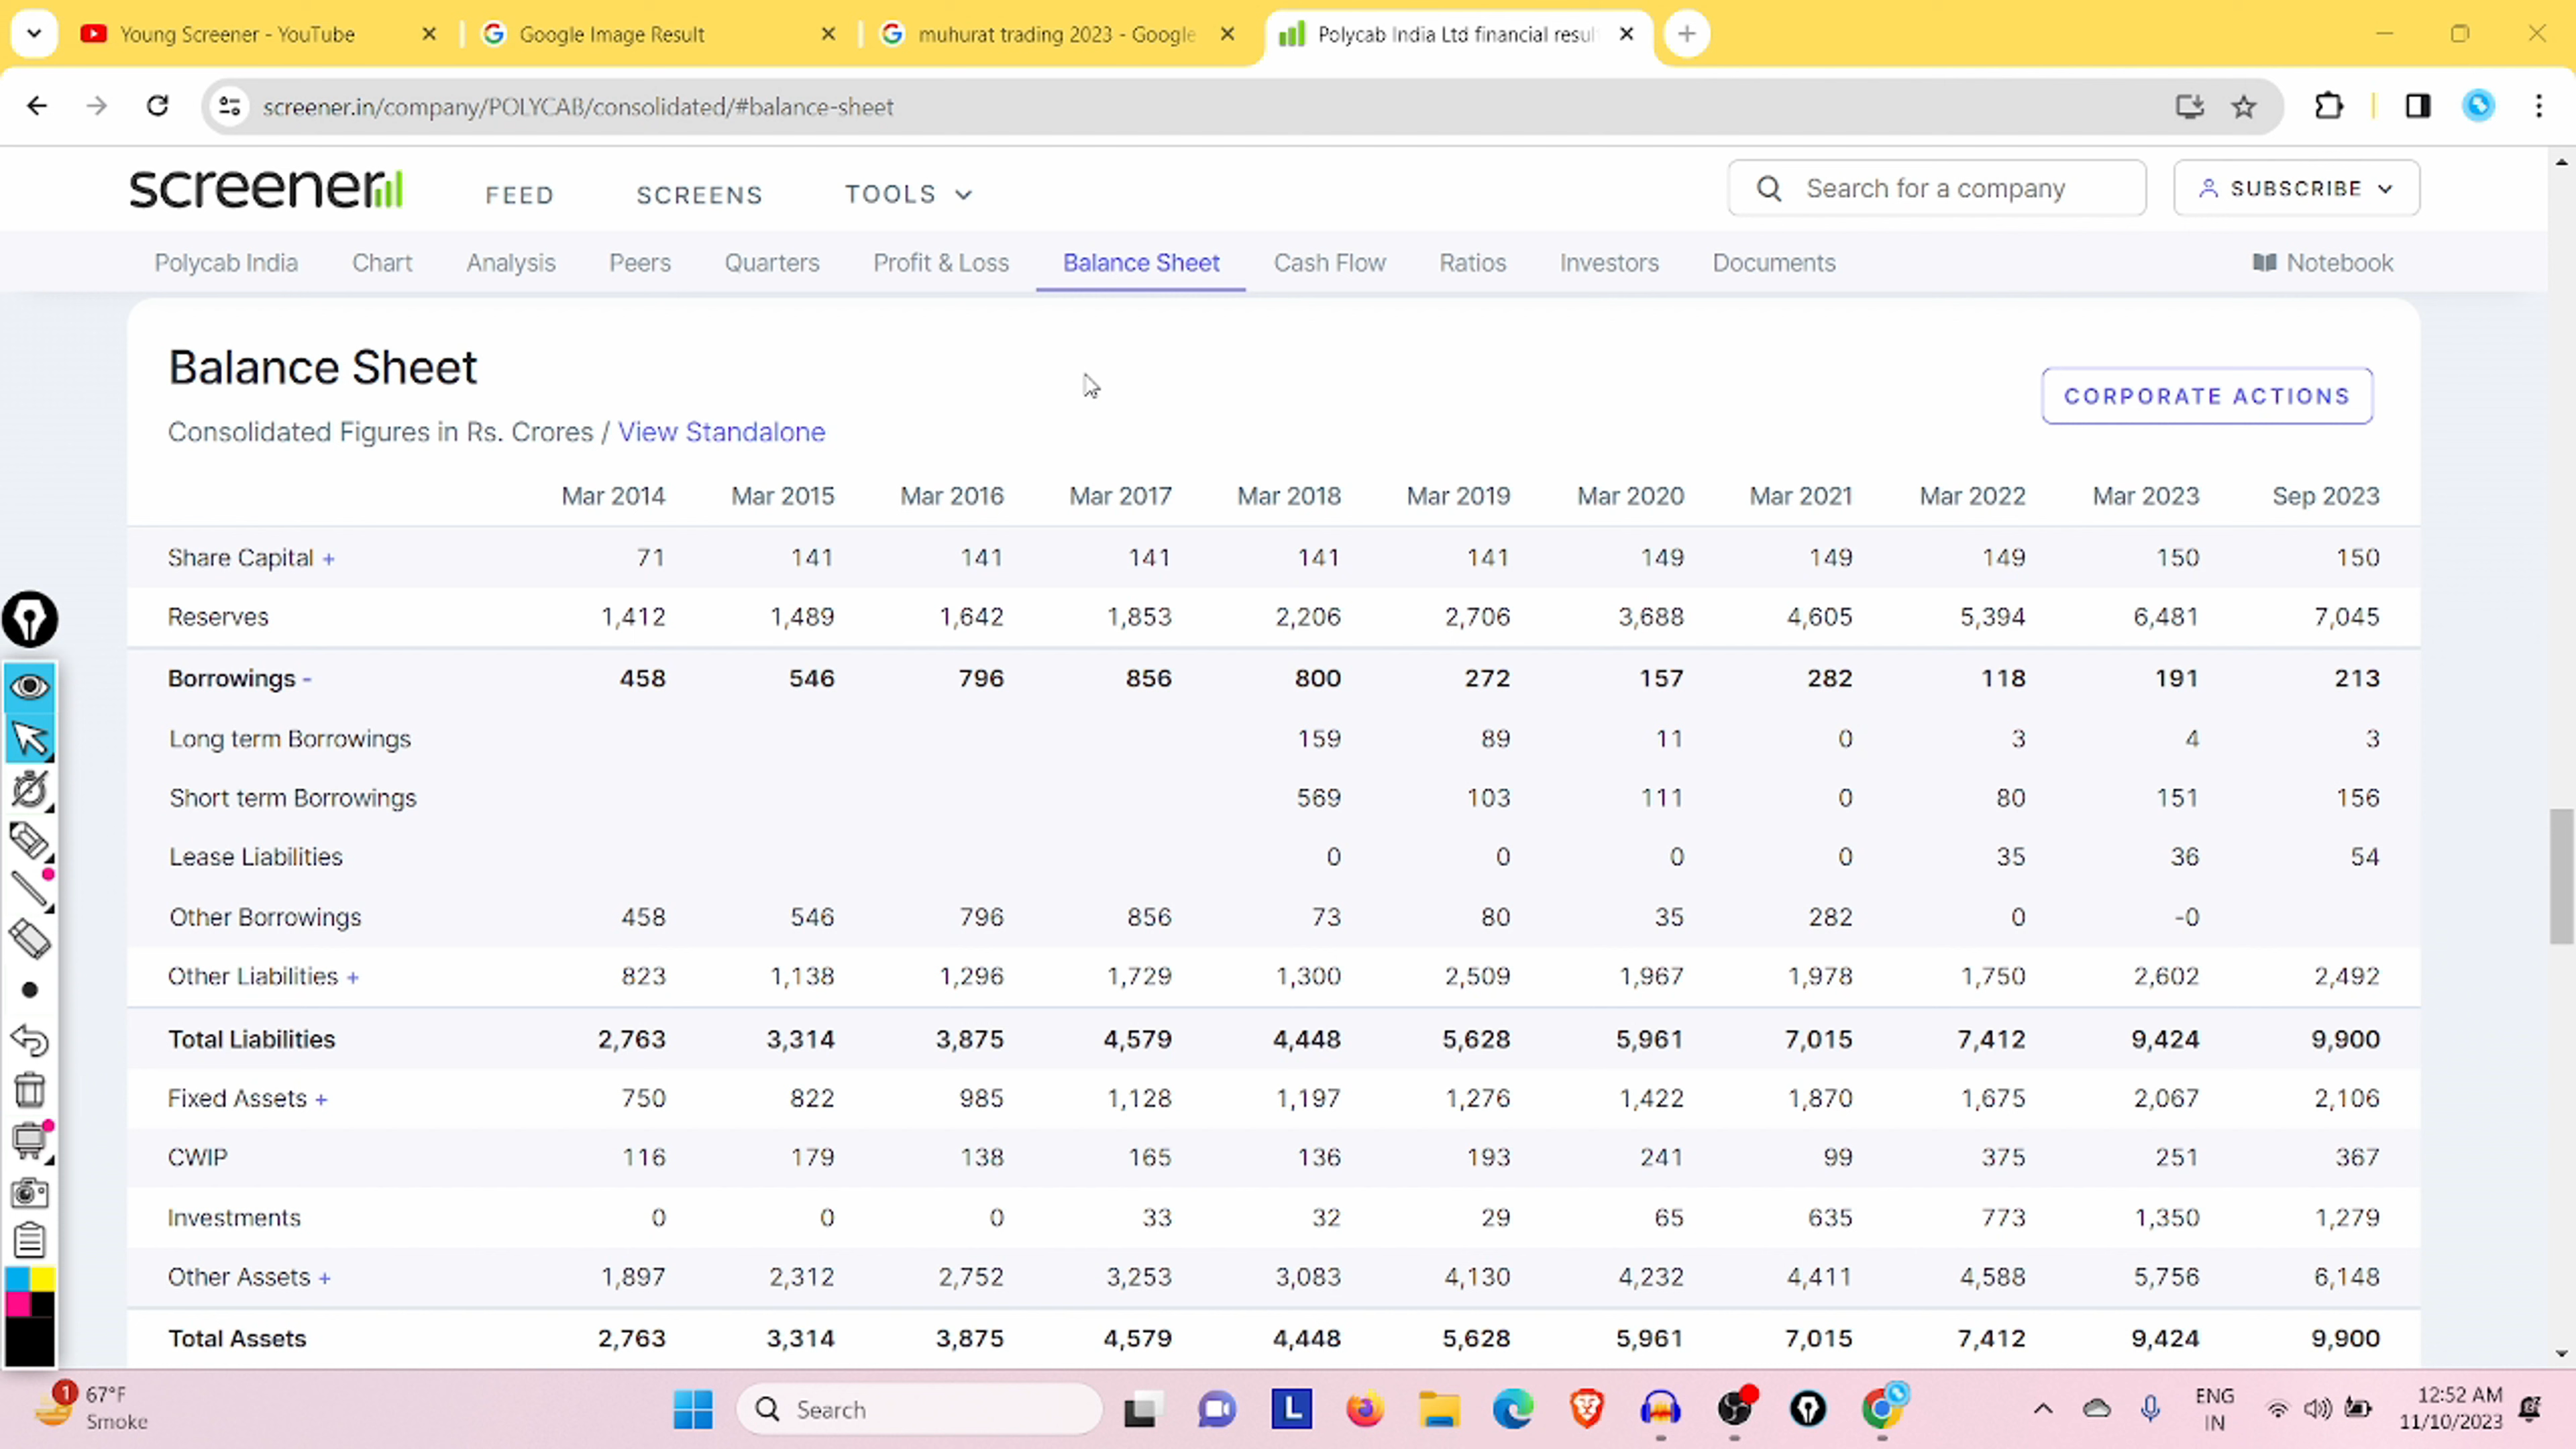 Young Screener - YouTube
Google Image Result
muhurat trading 2023 - Google
Polycab India Ltd financial resul
screener.in/company/POLYCAB/consolidated/#balance-sheet
screener FEED SCREENS TOOLS Search for a company SUBSCRIBE
Polycab India Chart Analysis Peers Quarters Profit & Loss Balance Sheet Cash Flow Ratios Investors Documents Notebook
Balance Sheet
CORPORATE ACTIONS
Consolidated Figures in Rs. Crores / View Standalone
Mar 2014 Mar 2015 Mar 2016 Mar 2017 Mar 2018 Mar 2019 Mar 2020 Mar 2021 Mar 2022 Mar 2023 Sep 2023
Share Capital + 71 141 141 141 141 141 149 149 149 150 150
Reserves 1,412 1,489 1,642 1,853 2,206 2,706 3,688 4,605 5,394 6,481 7,045
Borrowings - 458 546 796 856 800 272 157 282 118 191 213
Long term Borrowings 159 89 11 0 3 4 3
Short term Borrowings 569 103 111 0 80 151 156
Lease Liabilities 0 0 0 0 35 36 54
Other Borrowings 458 546 796 856 73 80 35 282 0 -0
Other Liabilities + 823 1,138 1,296 1,729 1,300 2,509 1,967 1,978 1,750 2,602 2,492
Total Liabilities 2,763 3,314 3,875 4,579 4,448 5,628 5,961 7,015 7,412 9,424 9,900
Fixed Assets + 750 822 985 1,128 1,197 1,276 1,422 1,870 1,675 2,067 2,106
CWIP 116 179 138 165 136 193 241 99 375 251 367
Investments 0 0 0 33 32 29 65 635 773 1,350 1,279
Other Assets + 1,897 2,312 2,752 3,253 3,083 4,130 4,232 4,411 4,588 5,756 6,148
Total Assets 2,763 3,314 3,875 4,579 4,448 5,628 5,961 7,015 7,412 9,424 9,900
1
67°F
Smoke
Search
L
ENG
IN
12:52 AM
11/10/2023